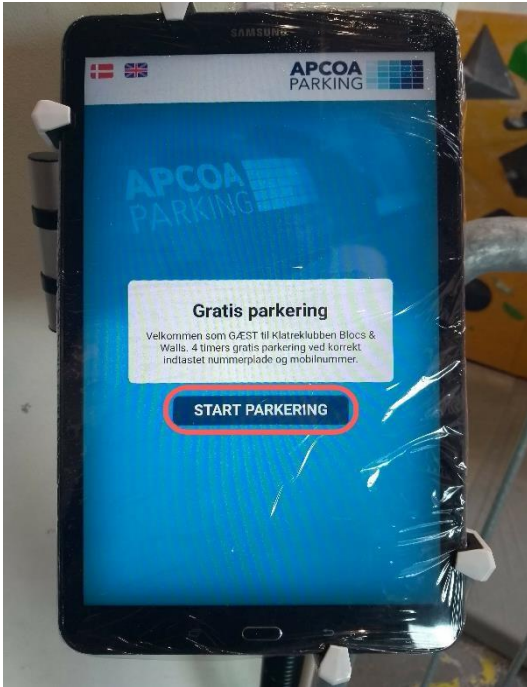 SAMSUNG
APCOA
PARKING
APCOA
PARKING
Gratis parkering
Velkommen som GÆST til Klatreklubben Blocs &
Walls. 4 timers gratis parkering ved korrekt
indtastet nummerplade og mobilnummer.
START PARKERING